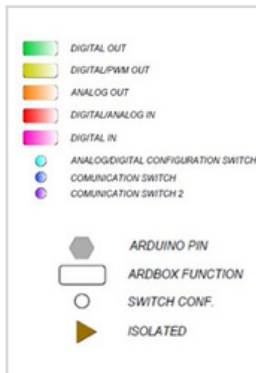 DIGITAL OUT
DIGITAL/PWM OUT
ANALOG OUT
DIGITAL/ANALOG IN
DIGITAL IN
ANALOG/DIGITAL CONFIGURATION SWITCH
COMUNICATION SWITCH
COMUNICATION SWITCH 2
ARDUINO PIN
ARDBOX FUNCTION
SWITCH CONF.
ISOLATED